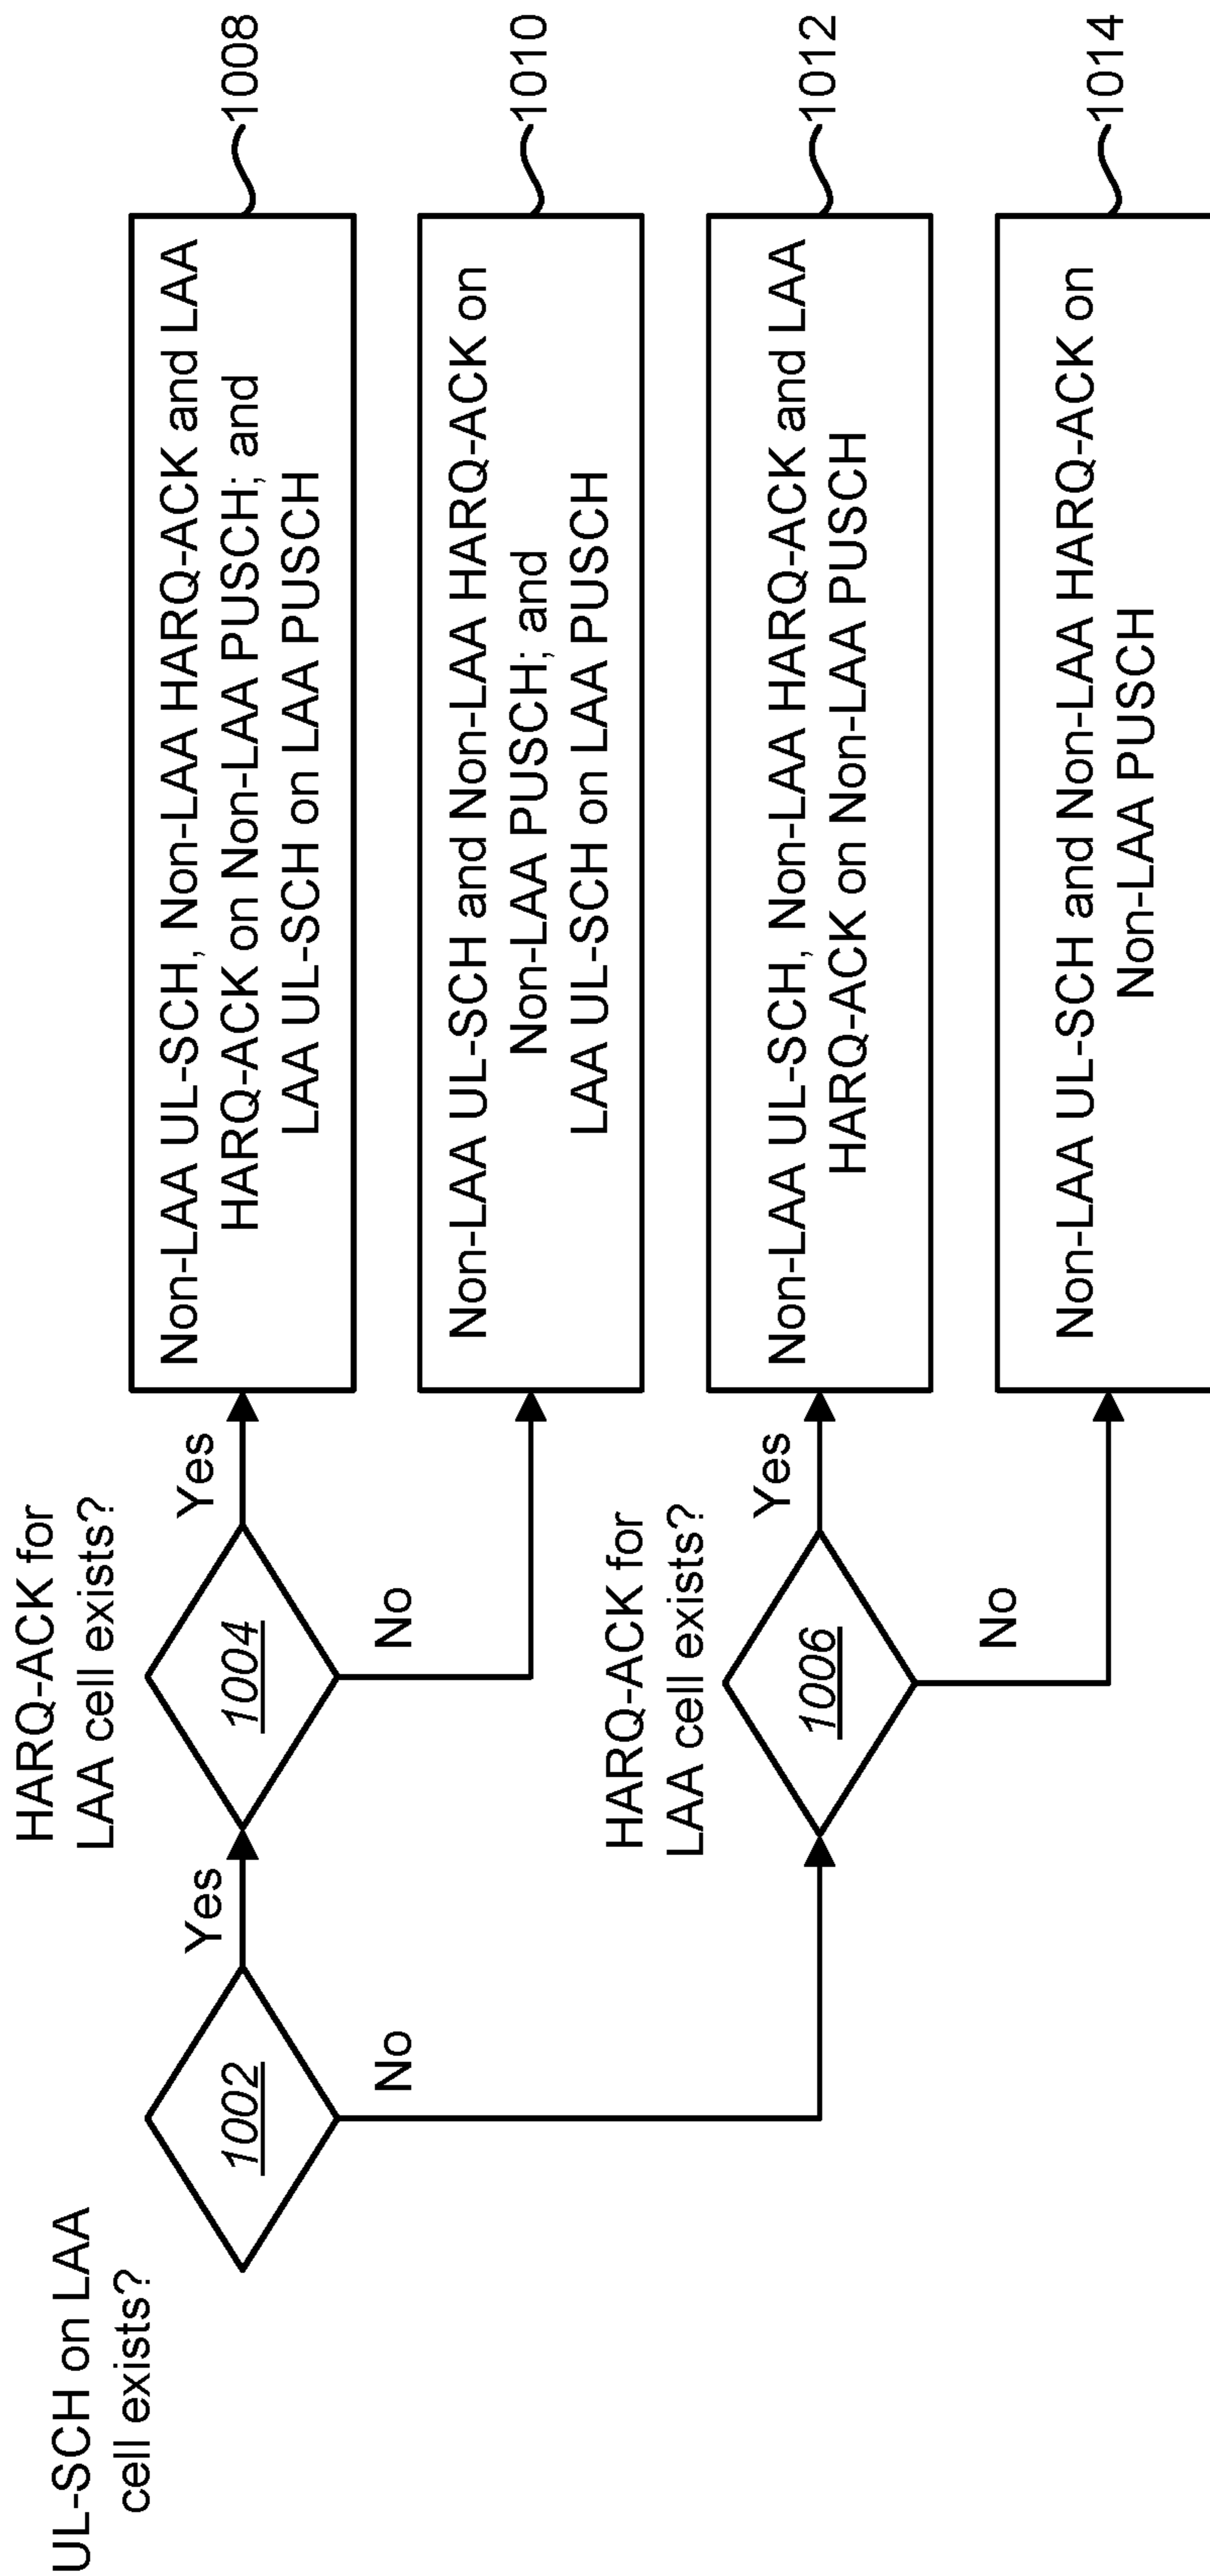 UL-SCH on LAA
cell exists?
1002
Yes
No
HARQ-ACK for
LAA cell exists?
1004
Yes
No
Non-LAA UL-SCH, Non-LAA HARQ-ACK and LAA
HARQ-ACK on Non-LAA PUSCH; and
LAA UL-SCH on LAA PUSCH
1008
Non-LAA UL-SCH and Non-LAA HARQ-ACK on
Non-LAA PUSCH; and
LAA UL-SCH on LAA PUSCH
1010
HARQ-ACK for
LAA cell exists?
1006
Yes
No
Non-LAA UL-SCH, Non-LAA HARQ-ACK and LAA
HARQ-ACK on Non-LAA PUSCH
1012
Non-LAA UL-SCH and Non-LAA HARQ-ACK on
Non-LAA PUSCH
1014